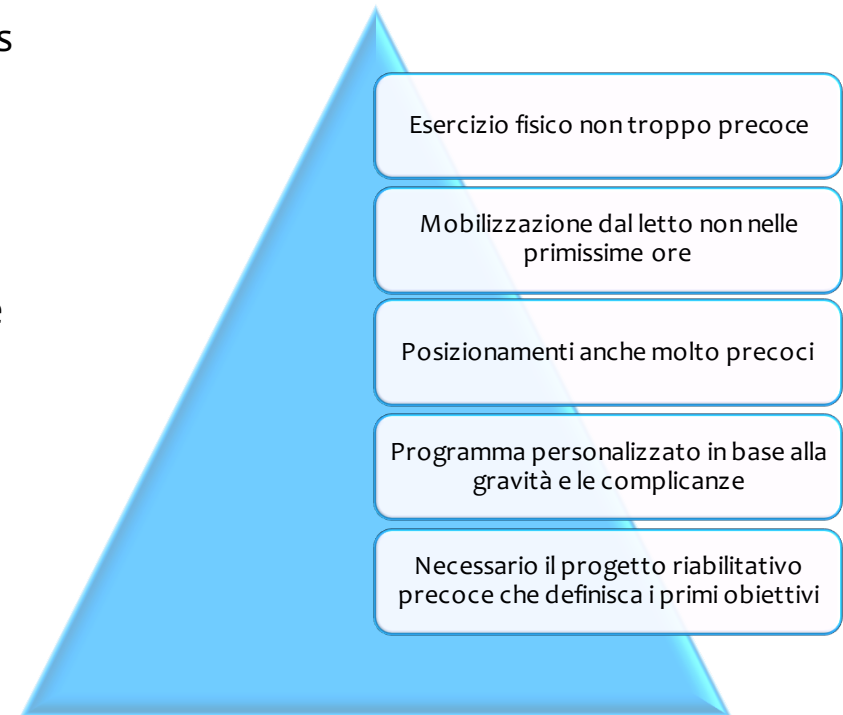 s
Esercizio fisico non troppo precoce
Mobilizzazione dal letto non nelle
primissime ore
e
Posizionamenti anche molto precoci
Programma personalizzato in base alla
gravità e le complicanze
Necessario il progetto riabilitativo
precoce che definisca i primi obiettivi